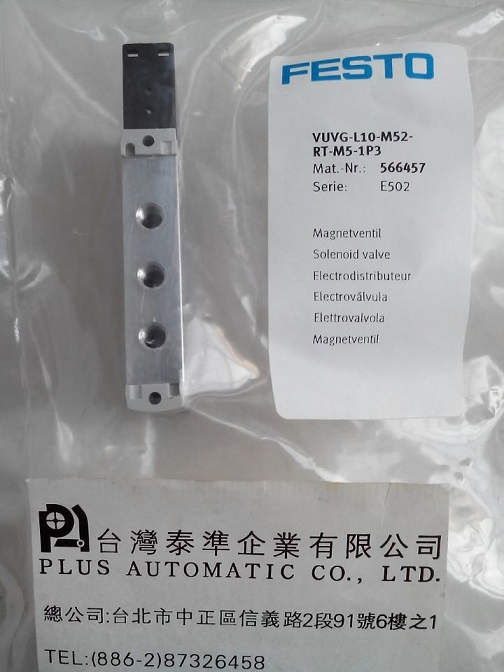 FESTO
VUVG-L10-M52-
RT-M5-1P3
Mat.-Nr.: 566457
Serie: E502
Magnetventil
Solenoid valve
Electrodistributeur
Electroválvula
Elettrovalvola
Magnetventil
台灣泰準企業有限公司
PLUS AUTOMATIC CO., LTD.
總公司:台北市中正區信義路2段91號6樓之1
TEL:(886-2)87326458